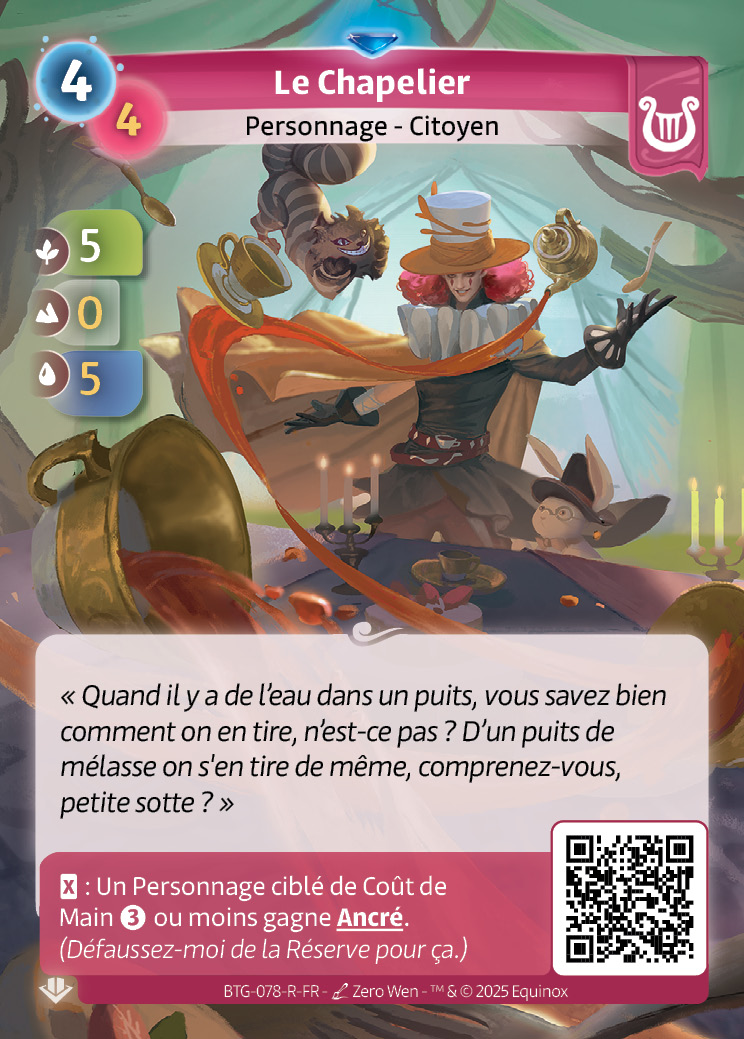 4
Le Chapelier
4
Personnage - Citoyen
5
0
5
« Quand il y a de l’eau dans un puits, vous savez bien
comment on en tire, n’est-ce pas ? D’un puits de
mélasse on s'en tire de même, comprenez-vous,
petite sotte ? »
X : Un Personnage ciblé de Coût de
Main 3 ou moins gagne Ancré.
(Défaussez-moi de la Réserve pour ça.)
BTG-078-R-FR - Zero Wen - ™ & © 2025 Equinox